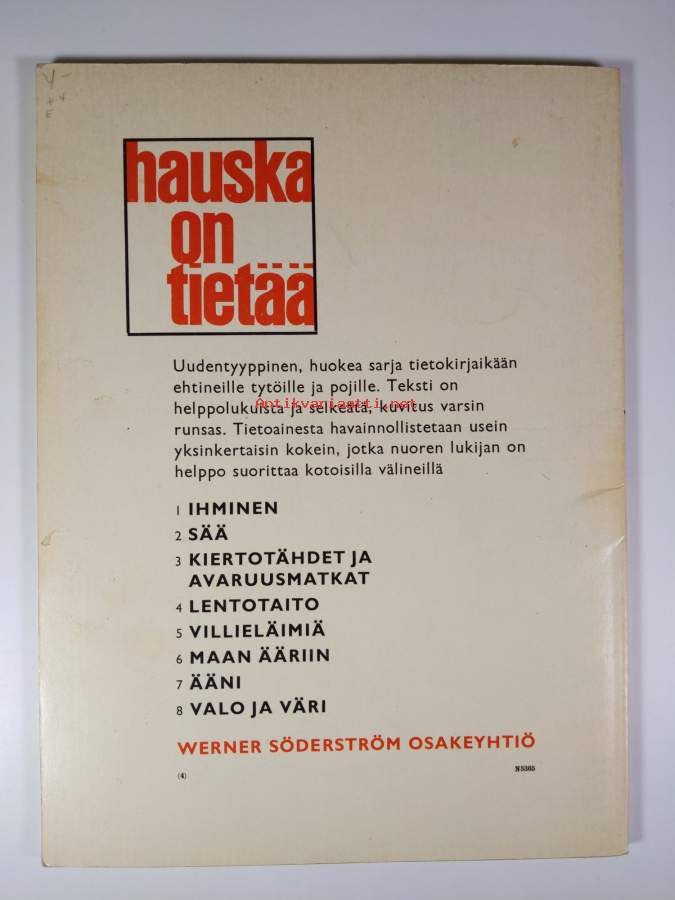 hauska
on
tietää
Uudentyyppinen, huokea sarja tietokirjaikään
ehtineille tytöille ja pojille. Teksti on
helppolukuista ja selkeätä, kuvitus varsin
Antikvariaatti.net
runsas. Tietoainesta havainnollistetaan usein
yksinkertaisin kokein, jotka nuoren lukijan on
helppo suorittaa kotoisilla välineillä
1 IHMINEN
2 SÄÄ
3 KIERTOTÄHDET JA
AVARUUSMATKAT
4 LENTOTAITO
5 VILLIELÄIMIÄ
6 MAAN ÄÄRIIN
7 ÄÄNI
8 VALO JA VÄRI
WERNER SÖDERSTRÖM OSAKEYHTIÖ
(4) N5365